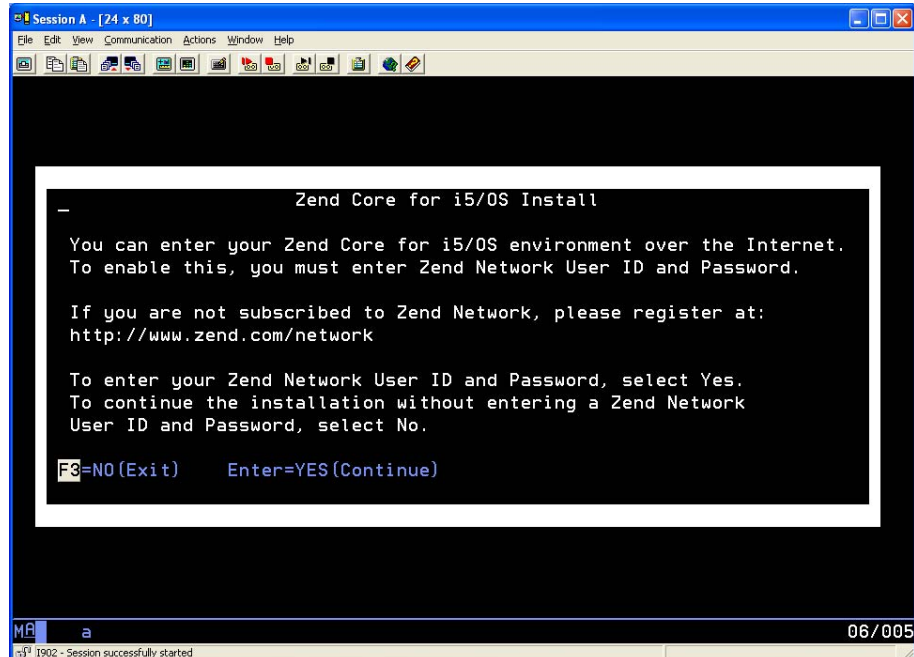 Session A - [24 x 80]
File Edit View Communication Actions Window Help
Zend Core for i5/OS Install
You can enter your Zend Core for i5/OS environment over the Internet.
To enable this, you must enter Zend Network User ID and Password.
If you are not subscribed to Zend Network, please register at:
http://www.zend.com/network
To enter your Zend Network User ID and Password, select Yes.
To continue the installation without entering a Zend Network
User ID and Password, select No.
F3=NO(Exit) Enter=YES(Continue)
MA a 06/005
I902 - Session successfully started